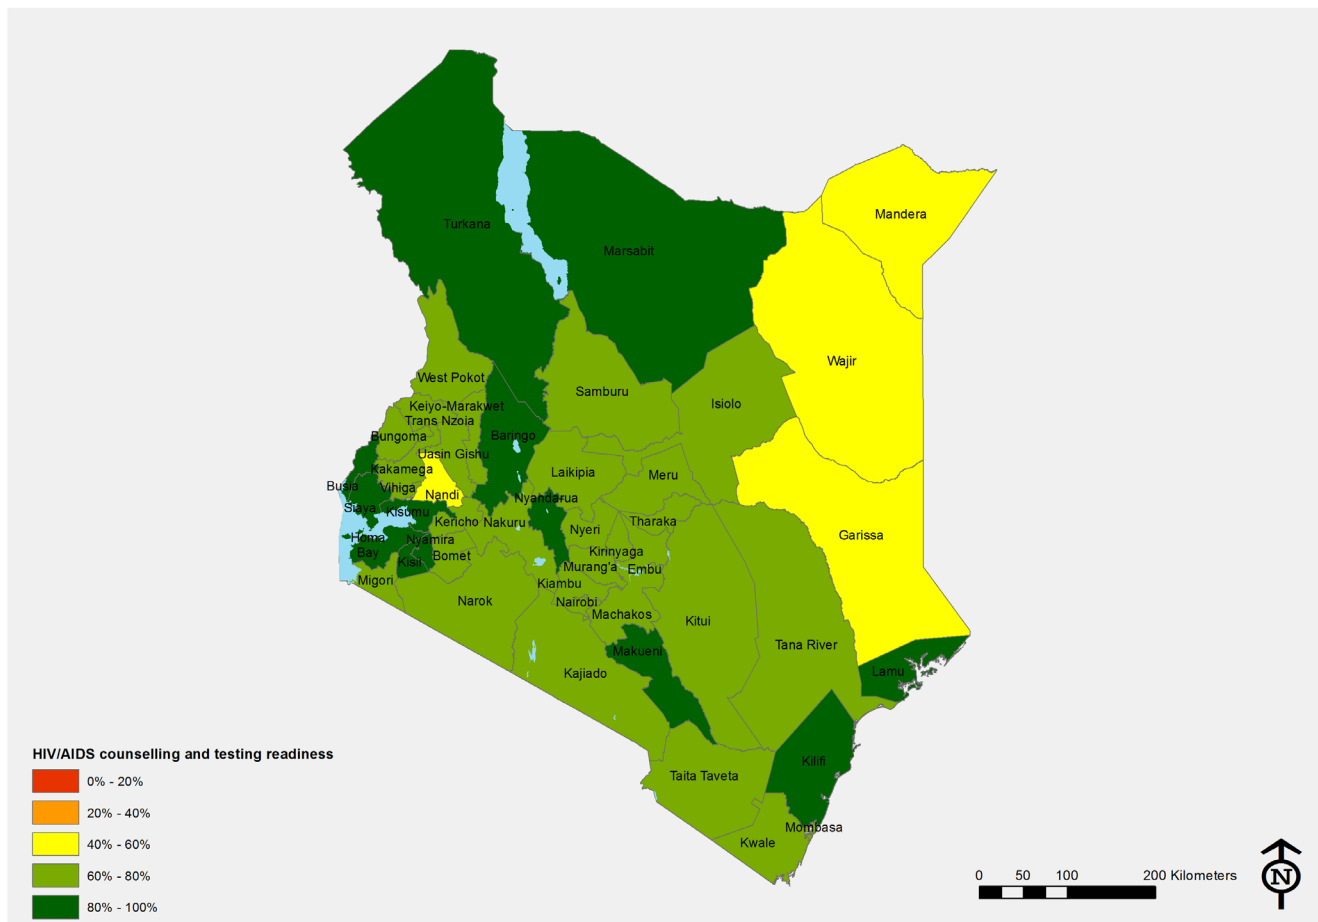 Turkana
Marsabit
Mandera
Wajir
West Pokot
Samburu
Isiolo
Keiyo-Marakwet
Trans Nzoia
Bungoma
Baringo
Uasin Gishu
Kakamega
Laikipia
Meru
Busia
Vihiga
Nandi
Nyandarua
Siaya
Kisumu
Kericho
Nakuru
Nyeri
Tharaka
Garissa
Homa
Bay
Nyamira
Kisii
Bomet
Kirinyaga
Murang'a
Embu
Migori
Kiambu
Narok
Nairobi
Machakos
Kitui
Tana River
Makueni
Kajiado
Lamu
Kilifi
Taita Taveta
Mombasa
Kwale
HIV/AIDS counselling and testing readiness
0% - 20%
20% - 40%
40% - 60%
60% - 80%
80% - 100%
0 50 100 200 Kilometers
N